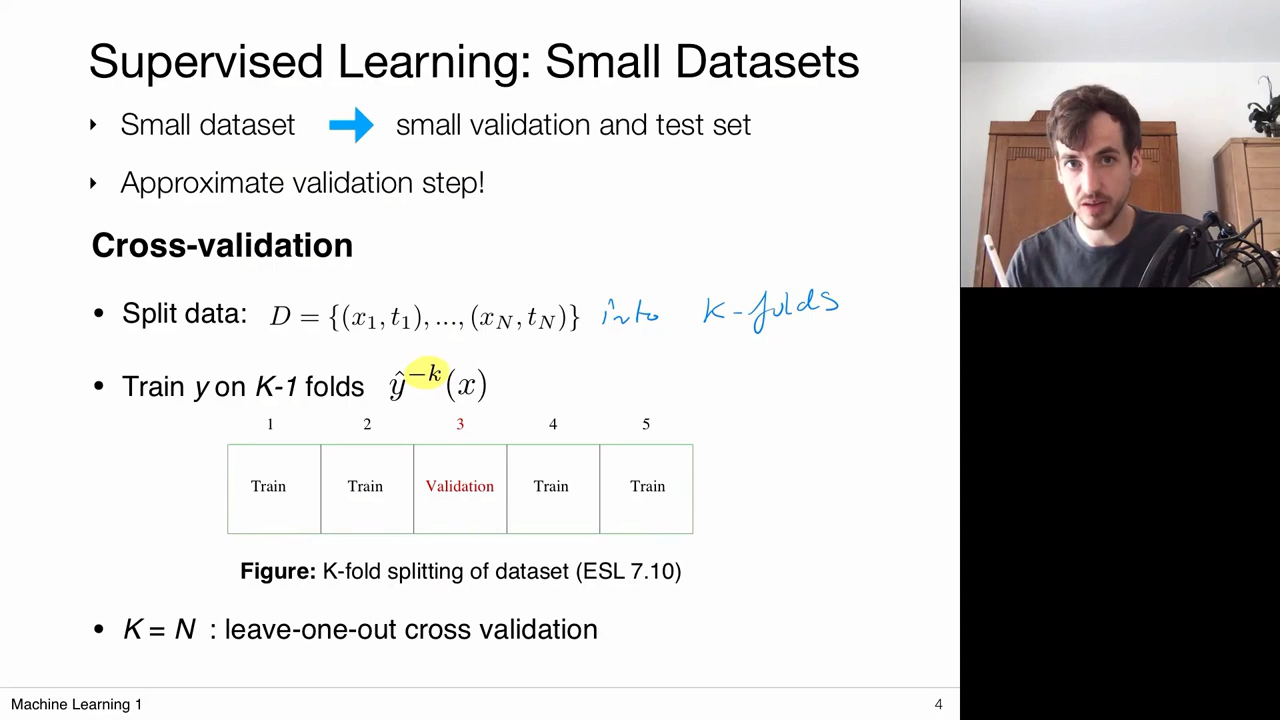 Supervised Learning: Small Datasets
‣ Small dataset → small validation and test set
‣ Approximate validation step!
Cross-validation
• Split data: D = {(x₁, t₁), ..., (x_N, t_N)} into K-folds
• Train y on K-1 folds ŷ⁻ᵏ(x)
1 2 3 4 5
Train Train Validation Train Train
Figure: K-fold splitting of dataset (ESL 7.10)
• K = N : leave-one-out cross validation
Machine Learning 1 4